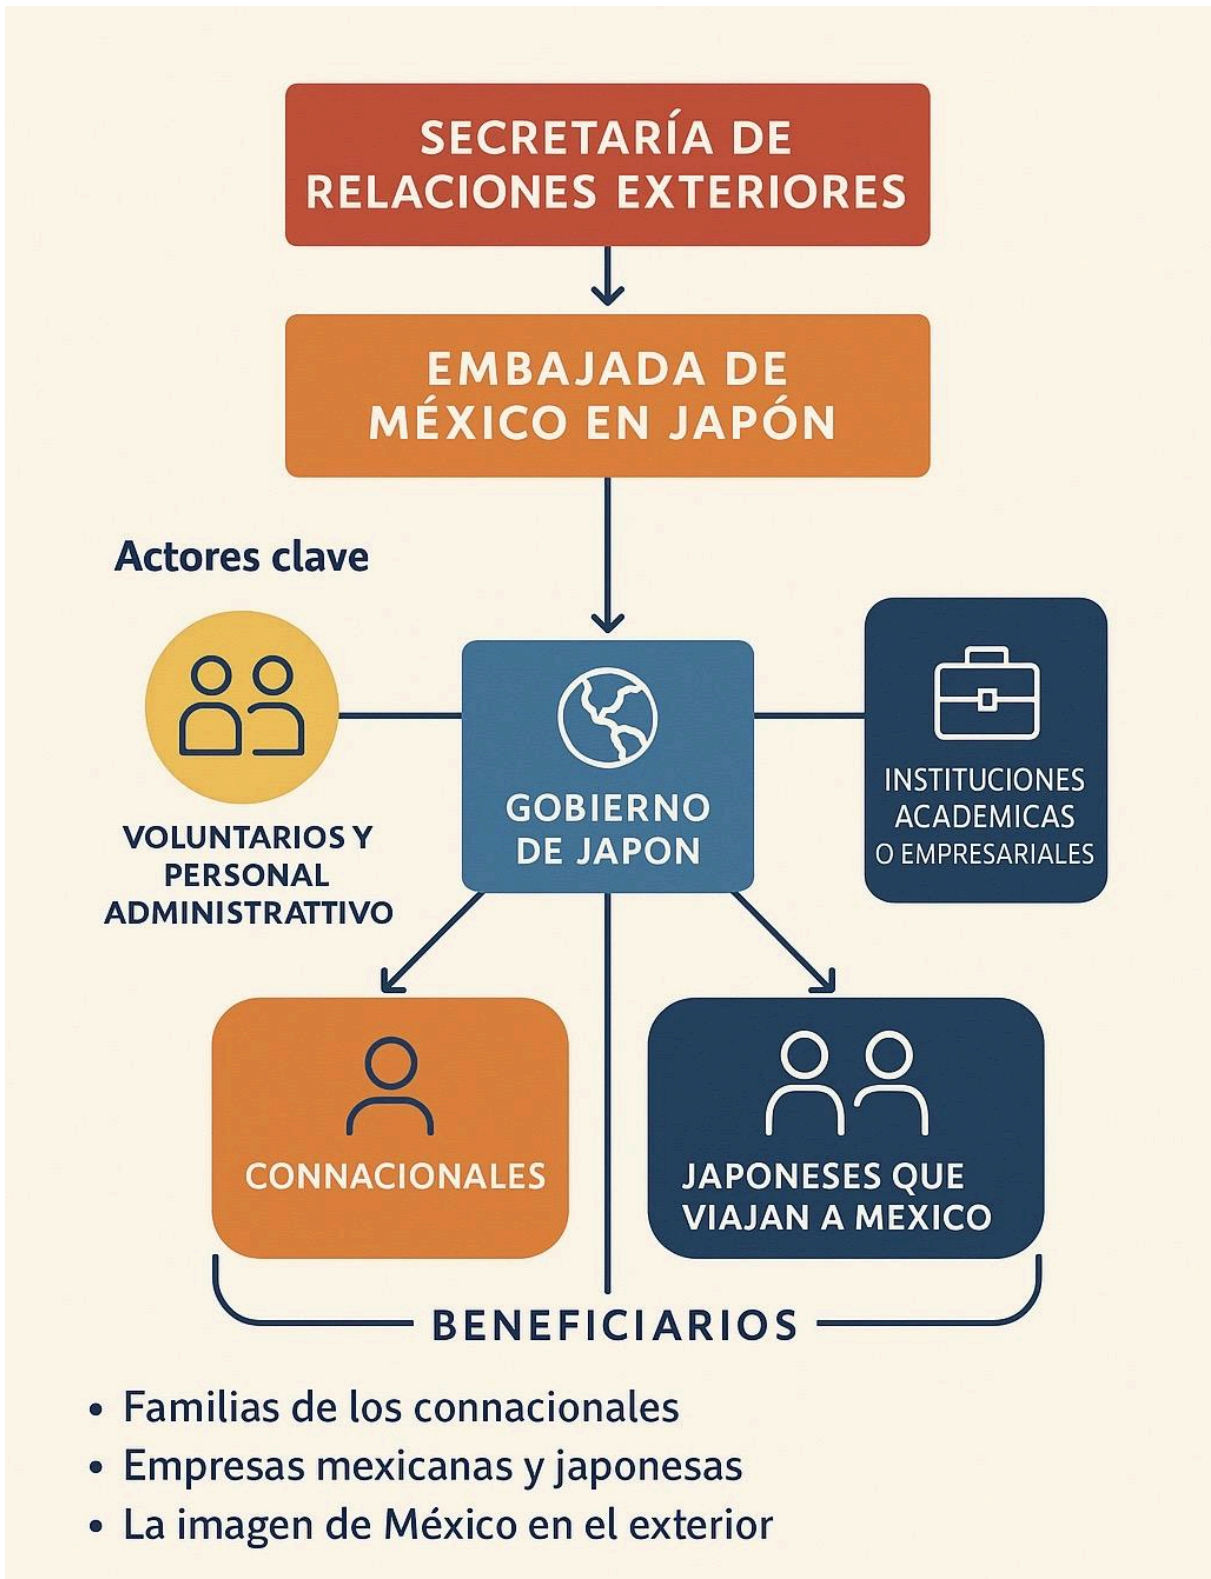 SECRETARÍA DE
RELACIONES EXTERIORES
EMBAJADA DE
MÉXICO EN JAPÓN
Actores clave
VOLUNTARIOS Y
PERSONAL
ADMINISTRATTIVO
GOBIERNO
DE JAPON
INSTITUCIONES
ACADEMICAS
O EMPRESARIALES
CONNACIONALES
JAPONESES QUE
VIAJAN A MEXICO
BENEFICIARIOS
• Familias de los connacionales
• Empresas mexicanas y japonesas
• La imagen de México en el exterior